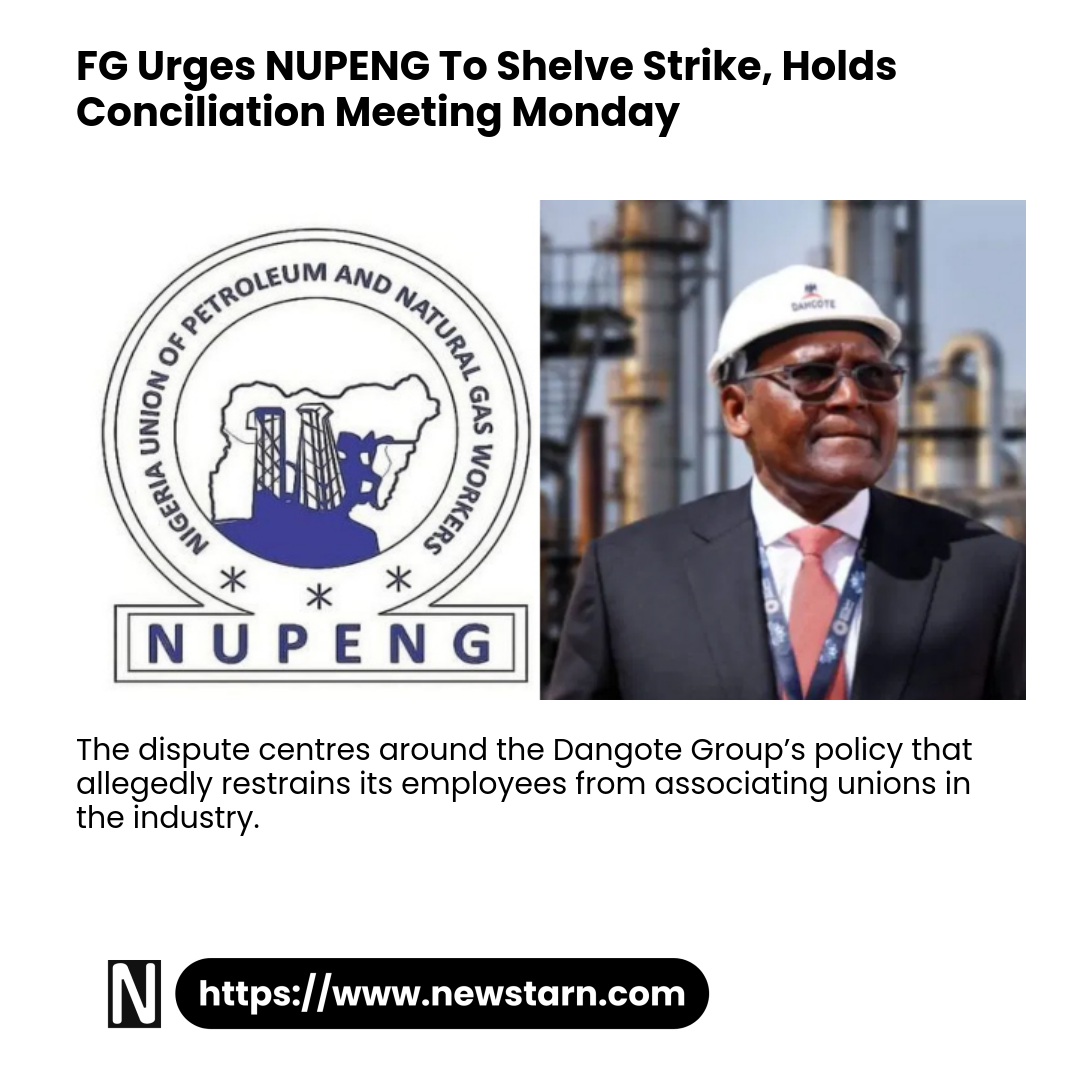 FG Urges NUPENG To Shelve Strike, Holds
Conciliation Meeting Monday
NIGERIA UNION OF PETROLEUM AND NATURAL GAS WORKERS
NUPENG
DANGOTE
The dispute centres around the Dangote Group’s policy that
allegedly restrains its employees from associating unions in
the industry.
N
https://www.newstarn.com